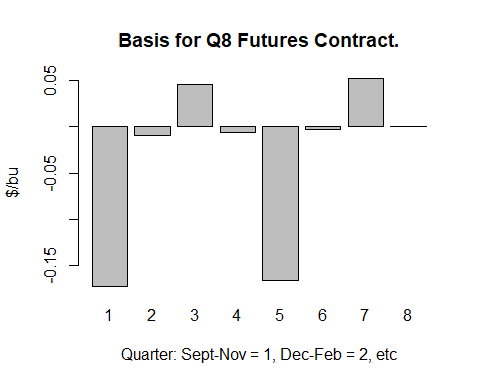 Basis for Q8 Futures Contract.
0.05
-0.05
-0.15
$/bu
1 2 3 4 5 6 7 8
Quarter: Sept-Nov = 1, Dec-Feb = 2, etc